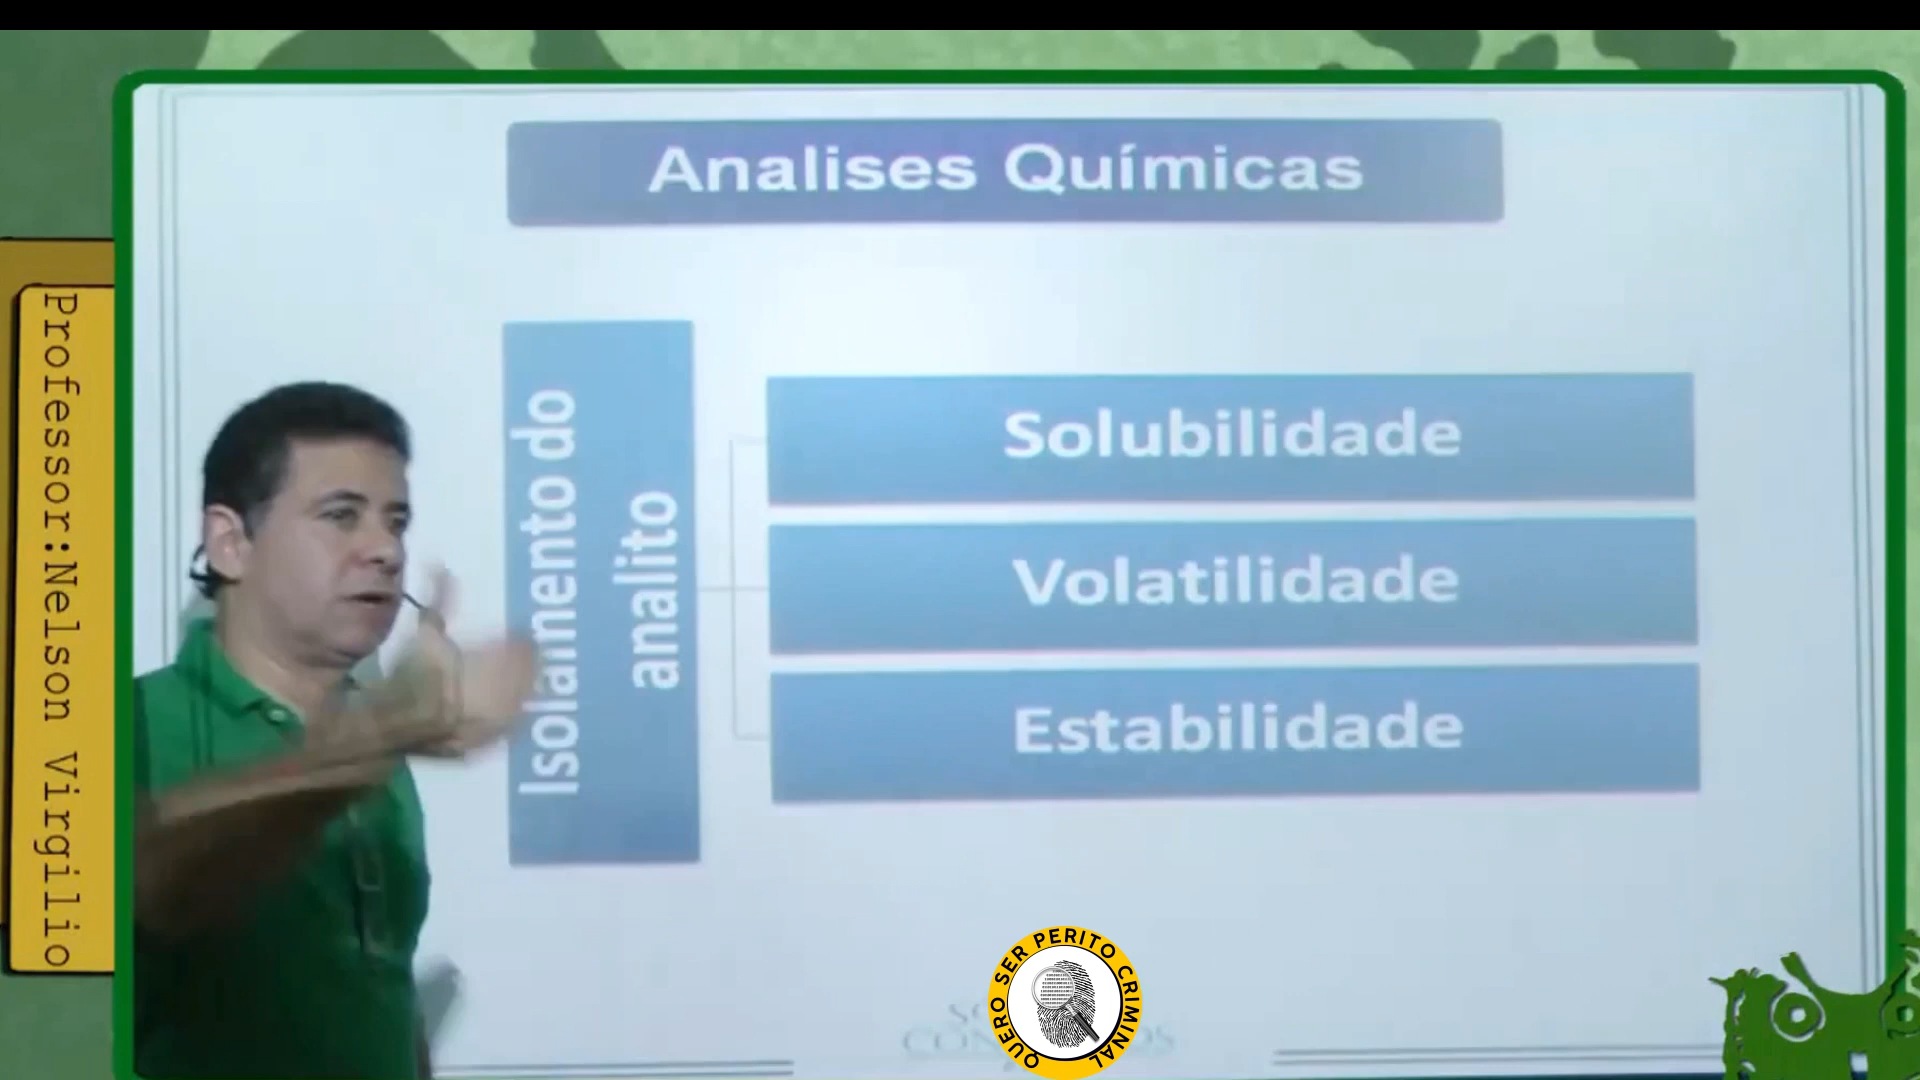 Analises Químicas
Professor:Nelson Virgilio
Isolamento do
analito
Solubilidade
Volatilidade
Estabilidade
QUERO SER PERITO CRIMINAL